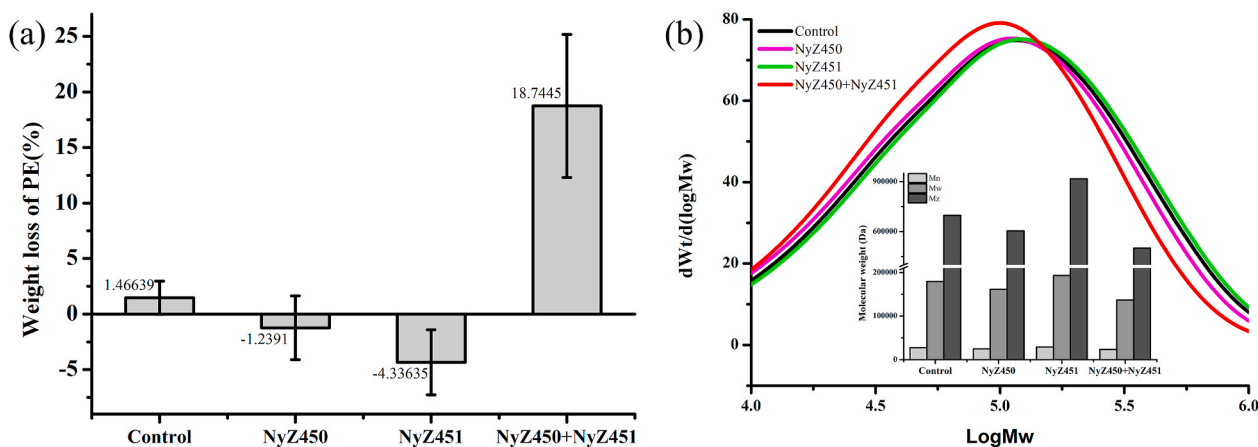 (a)
Weight loss of PE(%)
25
20
15
10
5
0
-5
1.46639
-1.2391
-4.33635
18.7445
Control
NyZ450
NyZ451
NyZ450+NyZ451
(b)
dWt/d(logMw)
80
60
40
20
0
Control
NyZ450
NyZ451
NyZ450+NyZ451
Molecular weight (Da)
900000
600000
200000
100000
0
Mn
Mw
Mz
Control
NyZ450
NyZ451
NyZ450+NyZ451
4.0
4.5
5.0
5.5
6.0
LogMw